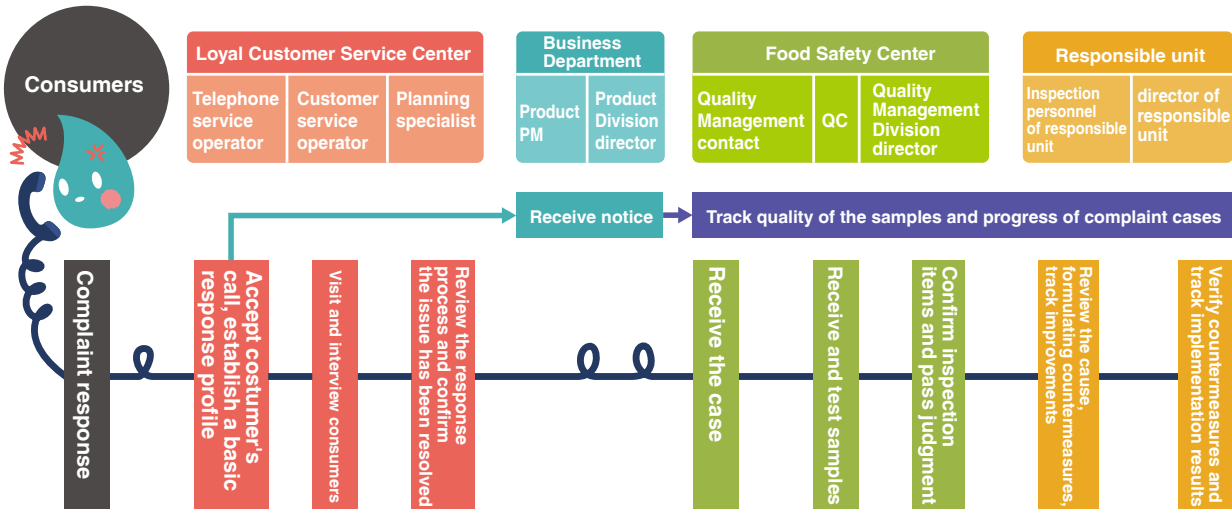 Consumers
Loyal Customer Service Center
Telephone
service
operator
Customer
service
operator
Planning
specialist
Business
Department
Product
PM
Product
Division
director
Food Safety Center
Quality
Management
contact
QC
Quality
Management
Division
director
Responsible unit
Inspection
personnel
of responsible
unit
director of
responsible
unit
Receive notice
Track quality of the samples and progress of complaint cases
Complaint response
Accept costumer's
call, establish a basic
response profile
Visit and interview consumers
Review the response
process and confirm
the issue has been resolved
Receive the case
Receive and test samples
Confirm inspection
items and pass judgment
Review the cause,
formulating countermeasures,
track improvements
Verify countermeasures and
track implementation results